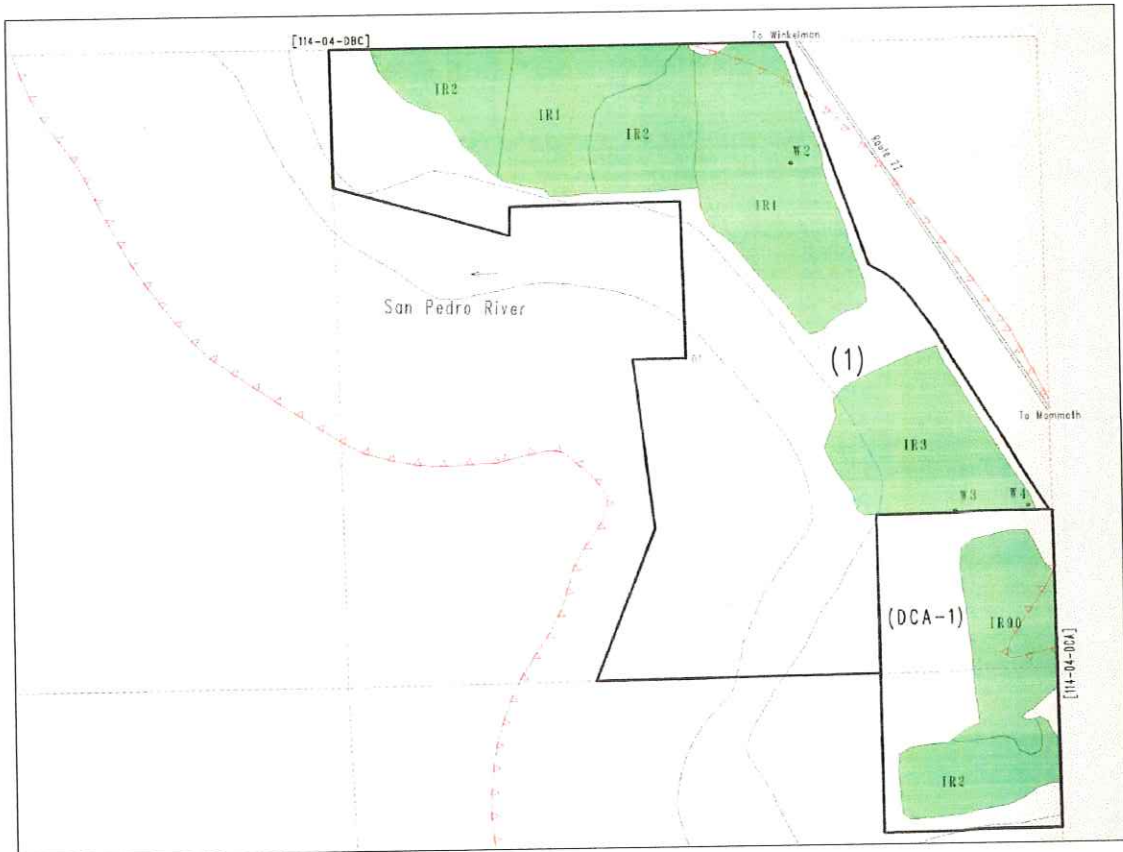 [114-04-DBC]
To Winkelman
IR2
IR1
IR2
W2
Route 77
IR1
San Pedro River
(1)
To Mammoth
IR3
W3
W4
(DCA-1)
IR90
[114-04-DCA]
IR2